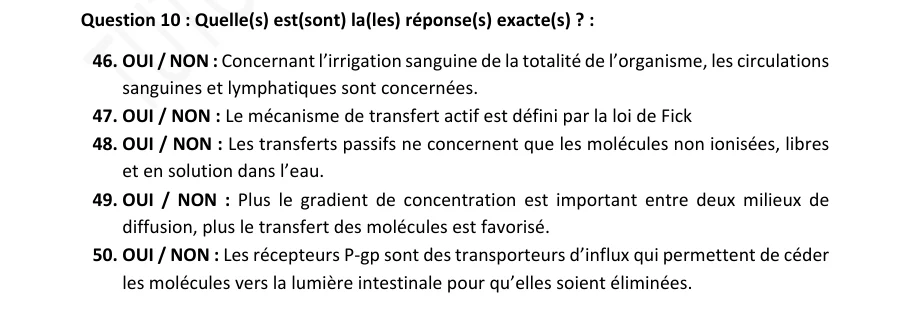 Question 10 : Quelle(s) est(sont) la(les) réponse(s) exacte(s) ? :
46. OUI / NON : Concernant l'irrigation sanguine de la totalité de l'organisme, les circulations
sanguines et lymphatiques sont concernées.
47. OUI / NON : Le mécanisme de transfert actif est défini par la loi de Fick
48. OUI / NON : Les transferts passifs ne concernent que les molécules non ionisées, libres
et en solution dans l'eau.
49. OUI / NON : Plus le gradient de concentration est important entre deux milieux de
diffusion, plus le transfert des molécules est favorisé.
50. OUI / NON : Les récepteurs P-gp sont des transporteurs d'influx qui permettent de céder
les molécules vers la lumière intestinale pour qu'elles soient éliminées.